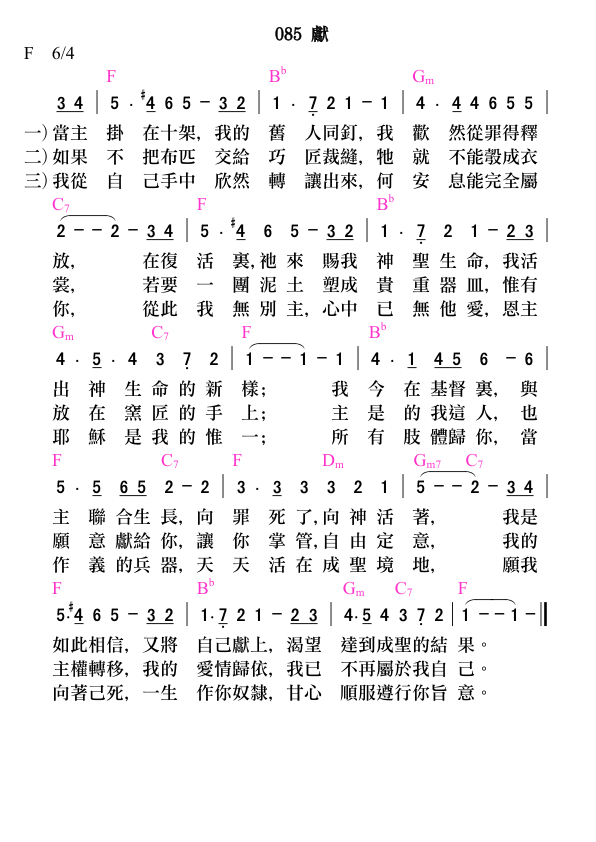 085 獻
F 6/4
F B♭ Gm
3 4 | 5 . #4 6 5 – 3 2 | 1 . 7 2 1 – 1 | 4 . 4 4 6 5 5 |
一)當主 掛 在十架, 我的 舊 人同釘, 我 歡 然從罪得釋
二)如果 不 把布匹 交給 巧 匠裁縫, 牠 就 不能彀成衣
三)我從 自 己手中 欣然 轉 讓出來, 何 安 息能完全屬
C7 F B♭
2 – – 2 – 3 4 | 5 . #4 6 5 – 3 2 | 1 . 7 2 1 – 2 3 |
放, 在復 活 裏, 祂 來 賜我 神 聖 生 命, 我活
裳, 若要 一 團 泥 土 塑成 貴 重 器 皿, 惟有
你, 從此 我 無 別 主, 心中 已 無 他 愛, 恩主
Gm C7 F B♭
4 . 5 . 4 3 7 2 | 1 – – 1 – 1 | 4 . 1 4 5 6 – 6 |
出 神 生 命 的 新 樣; 我 今 在 基督 裏, 與
放 在 窯 匠 的 手 上; 主 是 的 我這 人, 也
耶 穌 是 我 的 惟 一; 所 有 肢 體歸 你, 當
F C7 F Dm Gm7 C7
5 . 5 6 5 2 – 2 | 3 . 3 3 3 2 1 | 5 – – 2 – 3 4 |
主 聯 合生 長, 向 罪 死 了, 向 神 活 著, 我是
願 意 獻給 你, 讓 你 掌 管, 自 由 定 意, 我的
作 義 的兵 器, 天 天 活 在 成 聖 境 地, 願我
F B♭ Gm C7 F
5 . #4 6 5 – 3 2 | 1 . 7 2 1 – 2 3 | 4 . 5 4 3 7 2 | 1 – – 1 – ‖
如此相信, 又將 自己獻上, 渴望 達到成聖的結 果。
主權轉移, 我的 愛情歸依, 我已 不再屬於我自 己。
向著己死, 一生 作你奴隸, 甘心 順服遵行你旨 意。